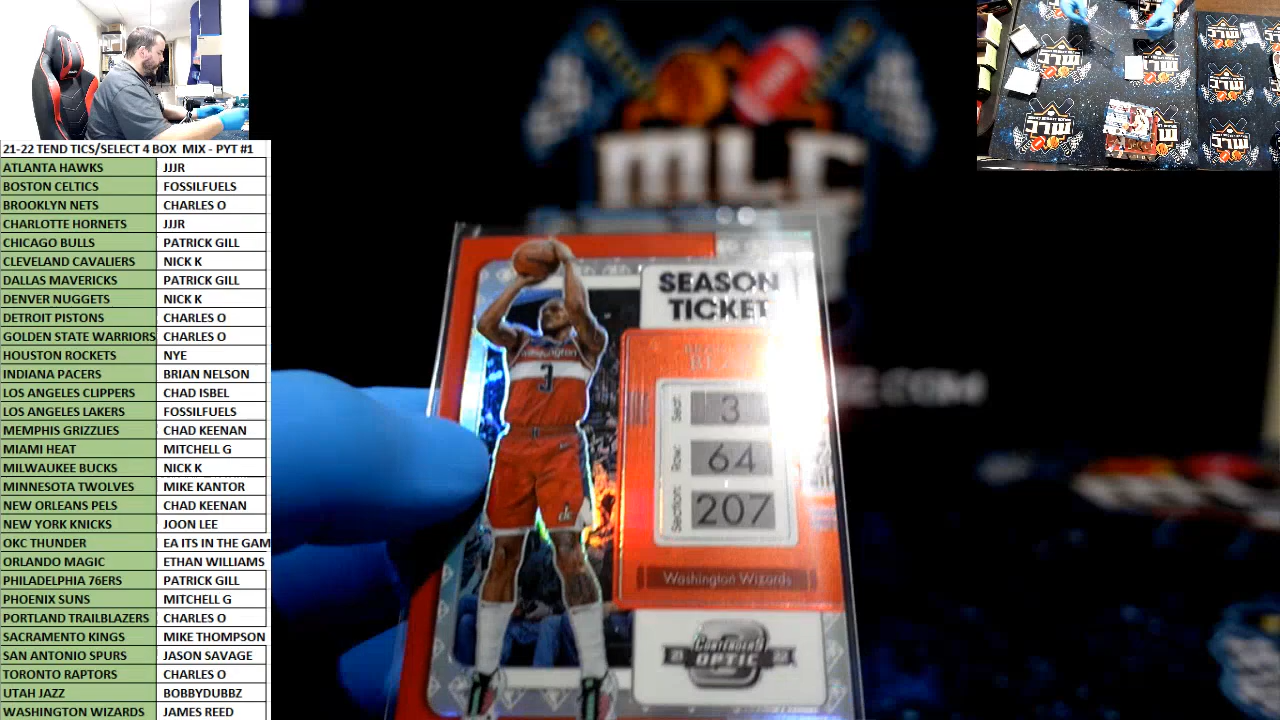 21-22 TEND TICS/SELECT 4 BOX MIX - PYT #1
ATLANTA HAWKS JJJR
BOSTON CELTICS FOSSILFUELS
BROOKLYN NETS CHARLES O
CHARLOTTE HORNETS JJJR
CHICAGO BULLS PATRICK GILL
CLEVELAND CAVALIERS NICK K
DALLAS MAVERICKS PATRICK GILL
DENVER NUGGETS NICK K
DETROIT PISTONS CHARLES O
GOLDEN STATE WARRIORS CHARLES O
HOUSTON ROCKETS NYE
INDIANA PACERS BRIAN NELSON
LOS ANGELES CLIPPERS CHAD ISBEL
LOS ANGELES LAKERS FOSSILFUELS
MEMPHIS GRIZZLIES CHAD KEENAN
MIAMI HEAT MITCHELL G
MILWAUKEE BUCKS NICK K
MINNESOTA TWOLVES MIKE KANTOR
NEW ORLEANS PELS CHAD KEENAN
NEW YORK KNICKS JOON LEE
OKC THUNDER EA ITS IN THE GAM
ORLANDO MAGIC ETHAN WILLIAMS
PHILADELPHIA 76ERS PATRICK GILL
PHOENIX SUNS MITCHELL G
PORTLAND TRAILBLAZERS CHARLES O
SACRAMENTO KINGS MIKE THOMPSON
SAN ANTONIO SPURS JASON SAVAGE
TORONTO RAPTORS CHARLES O
UTAH JAZZ BOBBYDUBBZ
WASHINGTON WIZARDS JAMES REED
MLC
SEASON
TICKET
Washington
3
Seat: 3
Row: 64
Section: 207
Washington Wizards
CONTENDERS
OPTIC